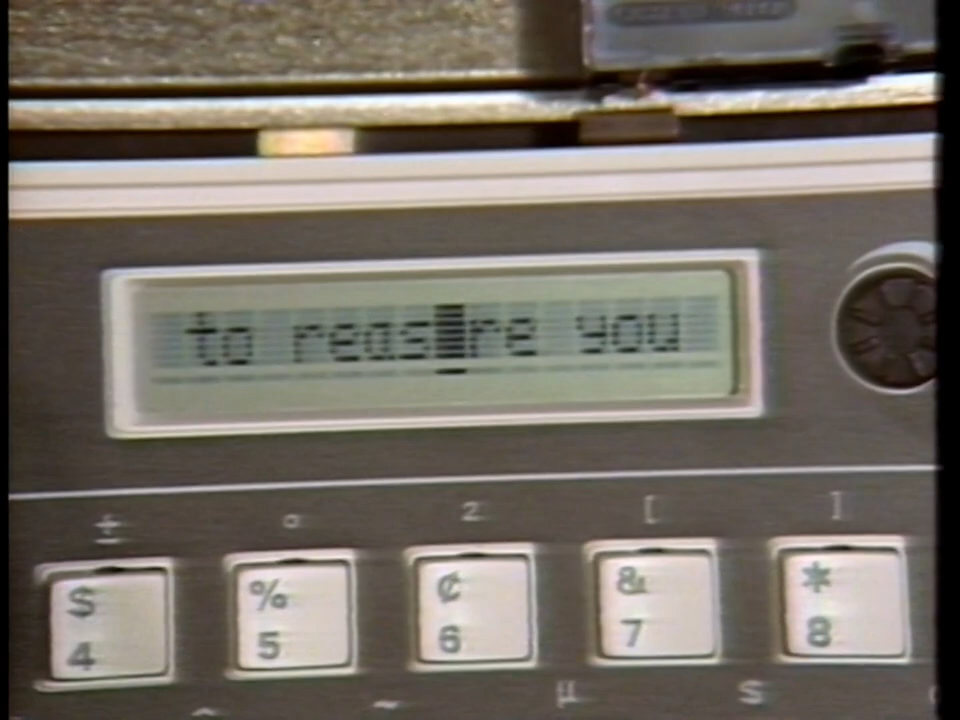 to reas re you
± ° 2 [ ]
$ % ¢ & *
4 5 6 7 8
µ s